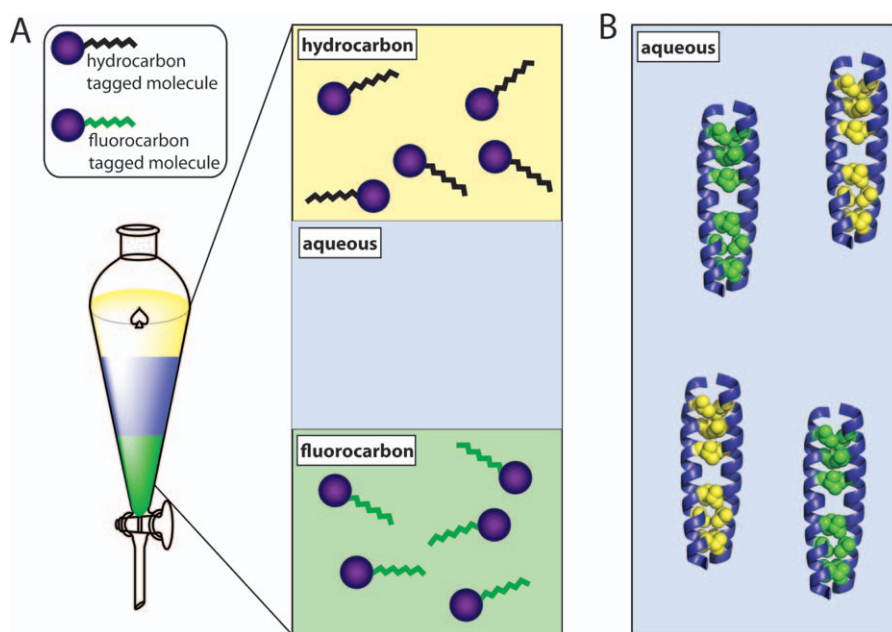 A
hydrocarbon
tagged molecule
fluorocarbon
tagged molecule
hydrocarbon
aqueous
fluorocarbon
B
aqueous